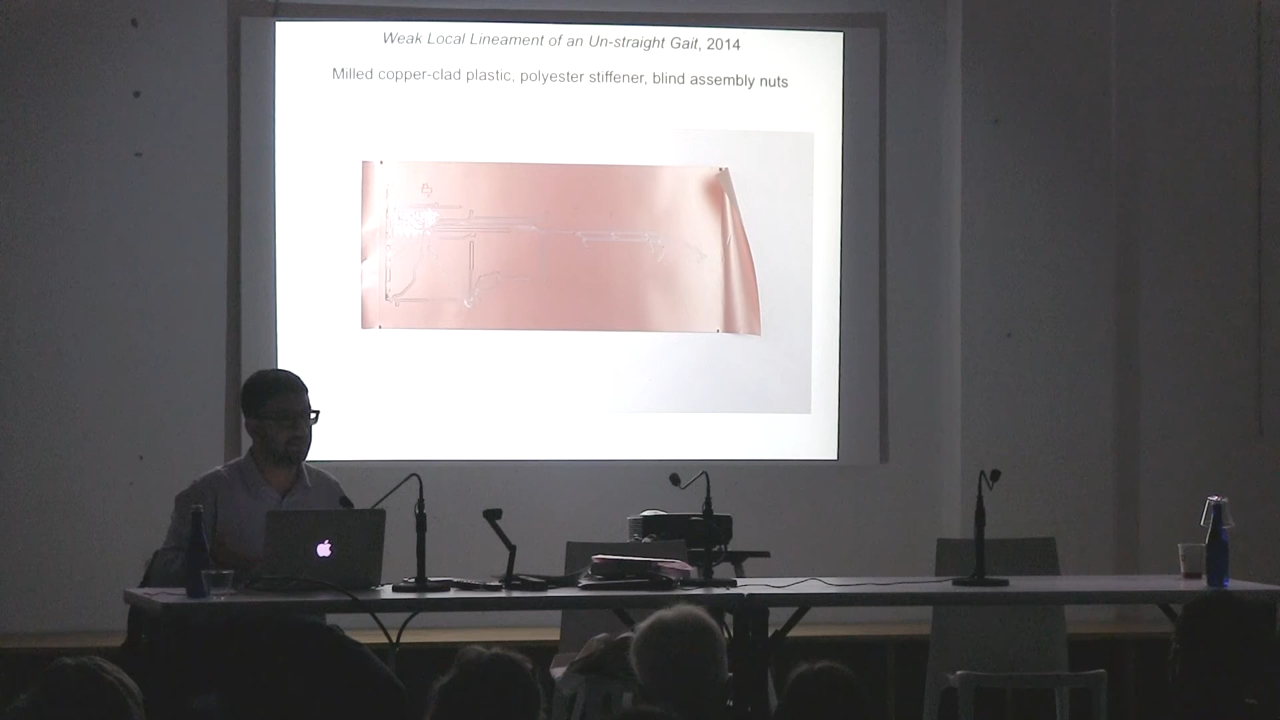 Weak Local Lineament of an Un-straight Gait, 2014
Milled copper-clad plastic, polyester stiffener, blind assembly nuts